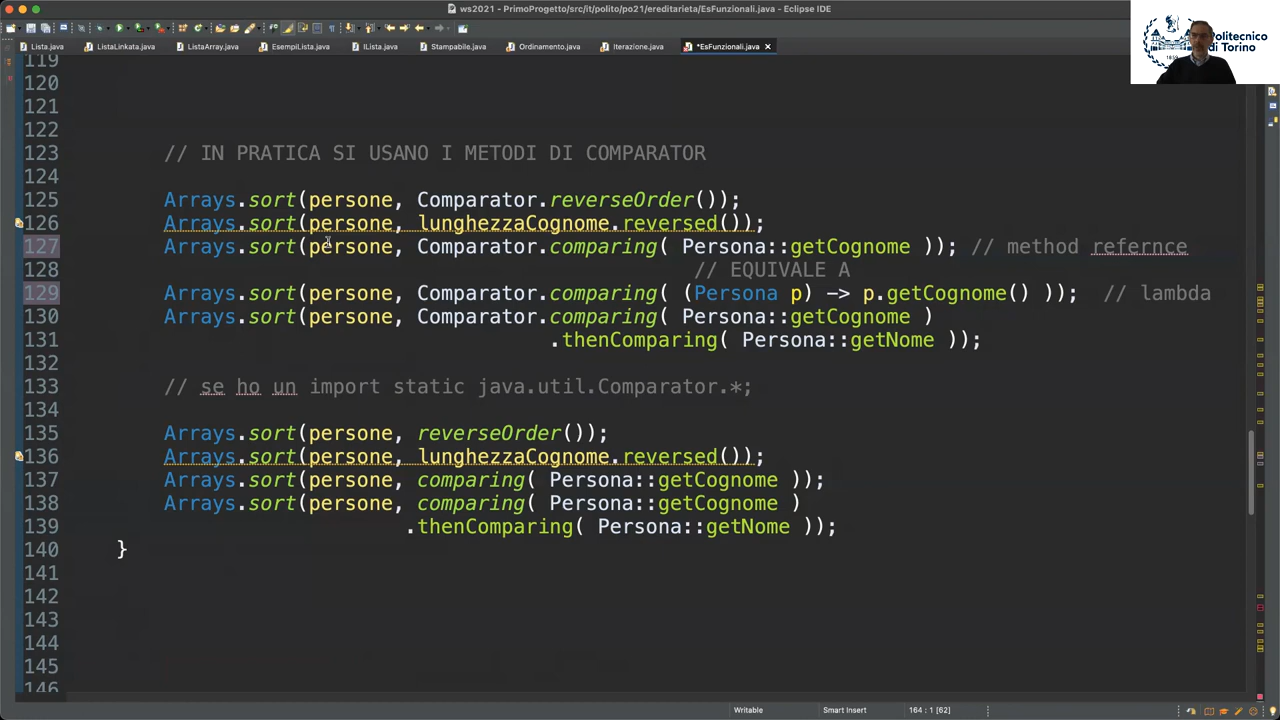 ws2021 - PrimoProgetto/src/it/polito/po21/ereditarieta/EsFunzionali.java - Eclipse IDE
Lista.java ListaLinkata.java ListaArray.java EsempiLista.java ILista.java Stampabile.java Ordinamento.java Iterazione.java *EsFunzionali.java
Politecnico
di Torino
1859
119
120
121
122
123 // IN PRATICA SI USANO I METODI DI COMPARATOR
124
125 Arrays.sort(persone, Comparator.reverseOrder());
126 Arrays.sort(persone, lunghezzaCognome.reversed());
127 Arrays.sort(persone, Comparator.comparing( Persona::getCognome )); // method refernce
128 // EQUIVALE A
129 Arrays.sort(persone, Comparator.comparing( (Persona p) -> p.getCognome() )); // lambda
130 Arrays.sort(persone, Comparator.comparing( Persona::getCognome )
131 .thenComparing( Persona::getNome ));
132
133 // se ho un import static java.util.Comparator.*;
134
135 Arrays.sort(persone, reverseOrder());
136 Arrays.sort(persone, lunghezzaCognome.reversed());
137 Arrays.sort(persone, comparing( Persona::getCognome ));
138 Arrays.sort(persone, comparing( Persona::getCognome )
139 .thenComparing( Persona::getNome ));
140 }
141
142
143
144
145
146
Writable Smart Insert 164 : 1 [62]